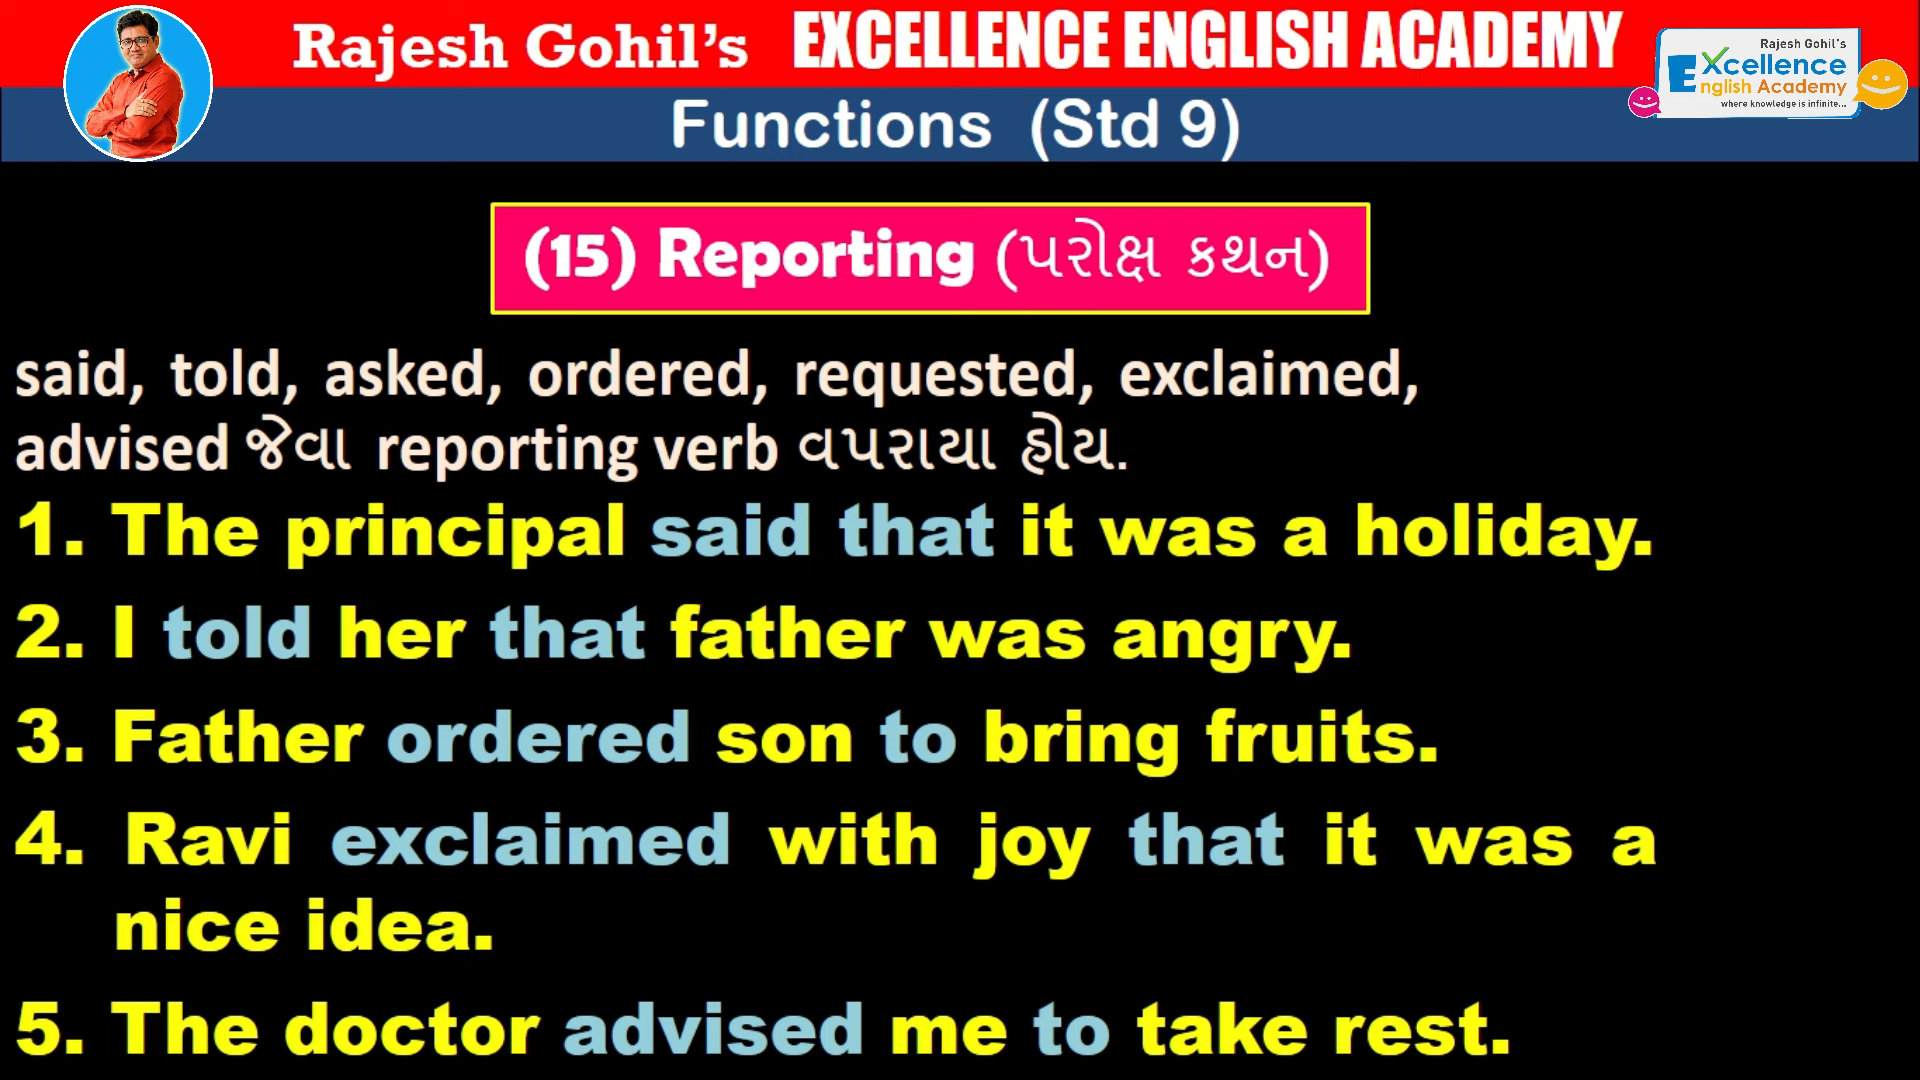 Rajesh Gohil's EXCELLENCE ENGLISH ACADEMY
Rajesh Gohil's
Excellence
English Academy
where knowledge is infinite...
Functions (Std 9)
(15) Reporting (પરોક્ષ કથન)
said, told, asked, ordered, requested, exclaimed,
advised જેવા reporting verb વપરાયા હોય.
1. The principal said that it was a holiday.
2. I told her that father was angry.
3. Father ordered son to bring fruits.
4. Ravi exclaimed with joy that it was a
nice idea.
5. The doctor advised me to take rest.